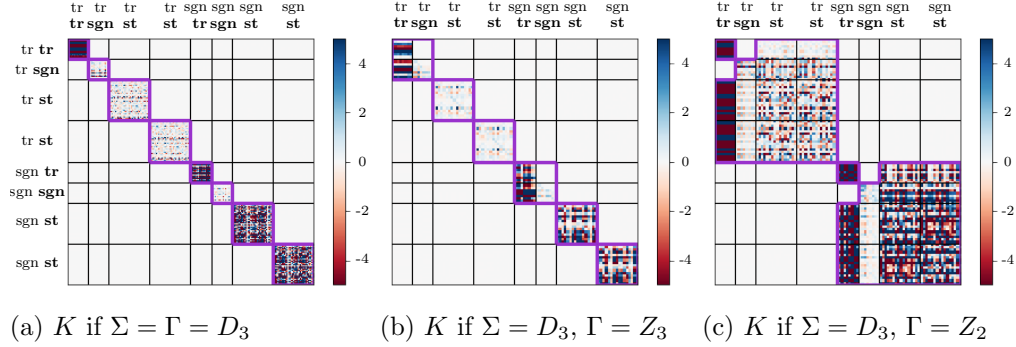 tr tr tr tr sgn sgn sgn sgn
tr sgn st st tr sgn st st
tr tr
tr sgn
tr st
tr st
sgn tr
sgn sgn
sgn st
sgn st
4
2
0
-2
-4
(a) K if Σ = Γ = D₃
tr tr tr tr sgn sgn sgn sgn
tr sgn st st tr sgn st st
4
2
0
-2
-4
(b) K if Σ = D₃, Γ = Z₃
tr tr tr tr sgn sgn sgn sgn
tr sgn st st tr sgn st st
4
2
0
-2
-4
(c) K if Σ = D₃, Γ = Z₂